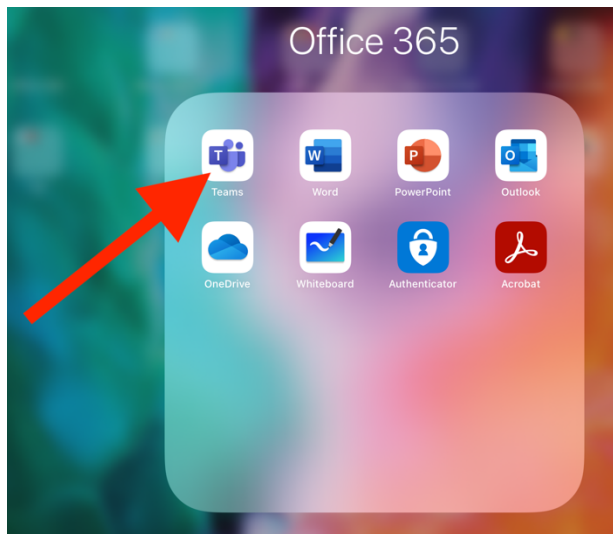 Office 365
T W P O
Teams Word PowerPoint Outlook
OneDrive Whiteboard Authenticator Acrobat